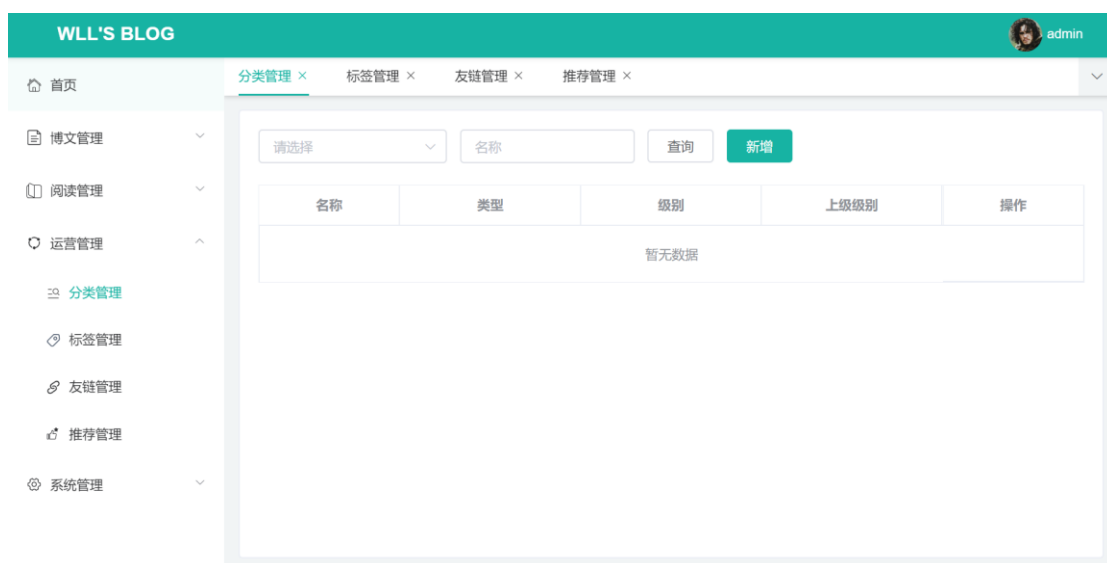 WLL'S BLOG
admin
首页
博文管理
阅读管理
运营管理
分类管理
标签管理
友链管理
推荐管理
系统管理
分类管理 × 标签管理 × 友链管理 × 推荐管理 ×
请选择 名称 查询 新增
名称 类型 级别 上级级别 操作
暂无数据